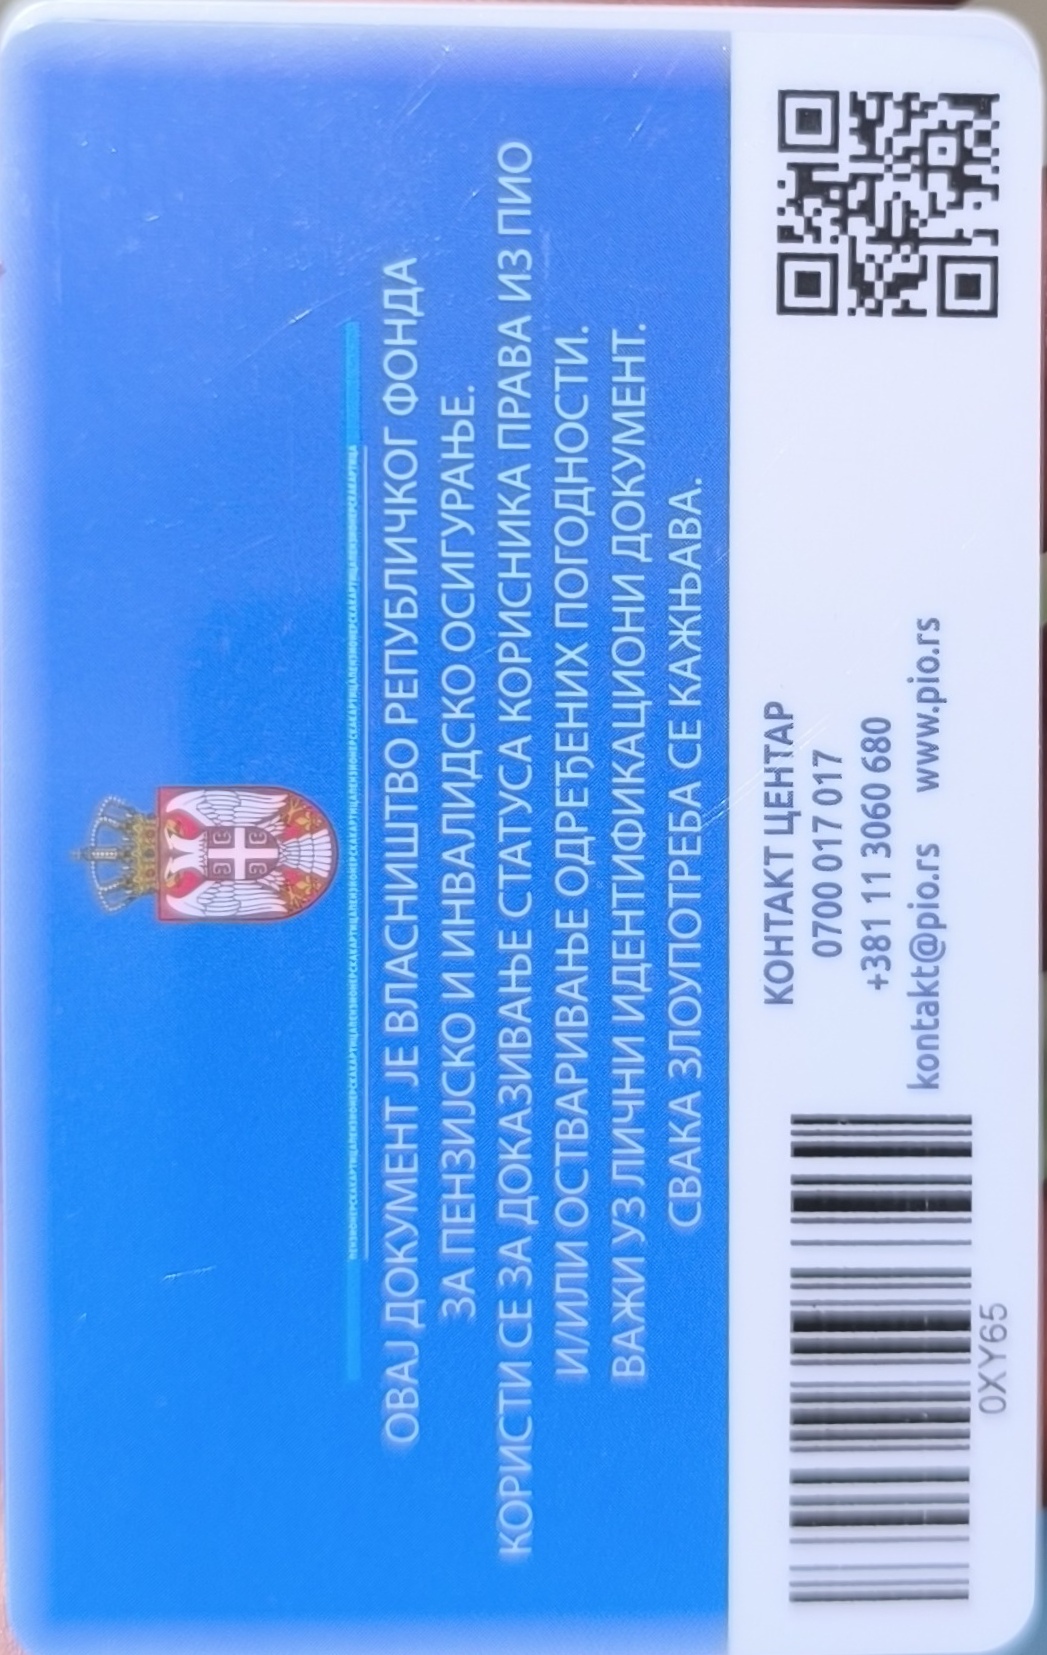 ПЕНЗИОНЕРСКАКАРТИЦАПЕНЗИОНЕРСКАКАРТИЦАПЕНЗИОНЕРСКАКАРТИЦАПЕНЗИОНЕРСКАКАРТИЦАПЕНЗИОНЕРСКАКАРТИЦАПЕНЗИОНЕРСКАКАРТИЦАПЕНЗИОНЕРСКАКАРТИЦА
ОВАЈ ДОКУМЕНТ ЈЕ ВЛАСНИШТВО РЕПУБЛИЧКОГ ФОНДА
ЗА ПЕНЗИЈСКО И ИНВАЛИДСКО ОСИГУРАЊЕ.
КОРИСТИ СЕ ЗА ДОКАЗИВАЊЕ СТАТУСА КОРИСНИКА ПРАВА ИЗ ПИО
И/ИЛИ ОСТВАРИВАЊЕ ОДРЕЂЕНИХ ПОГОДНОСТИ.
ВАЖИ УЗ ЛИЧНИ ИДЕНТИФИКАЦИОНИ ДОКУМЕНТ.
СВАКА ЗЛОУПОТРЕБА СЕ КАЖЊАВА.
КОНТАКТ ЦЕНТАР
0700 017 017
+381 11 3060 680
kontakt@pio.rs www.pio.rs
0XY65